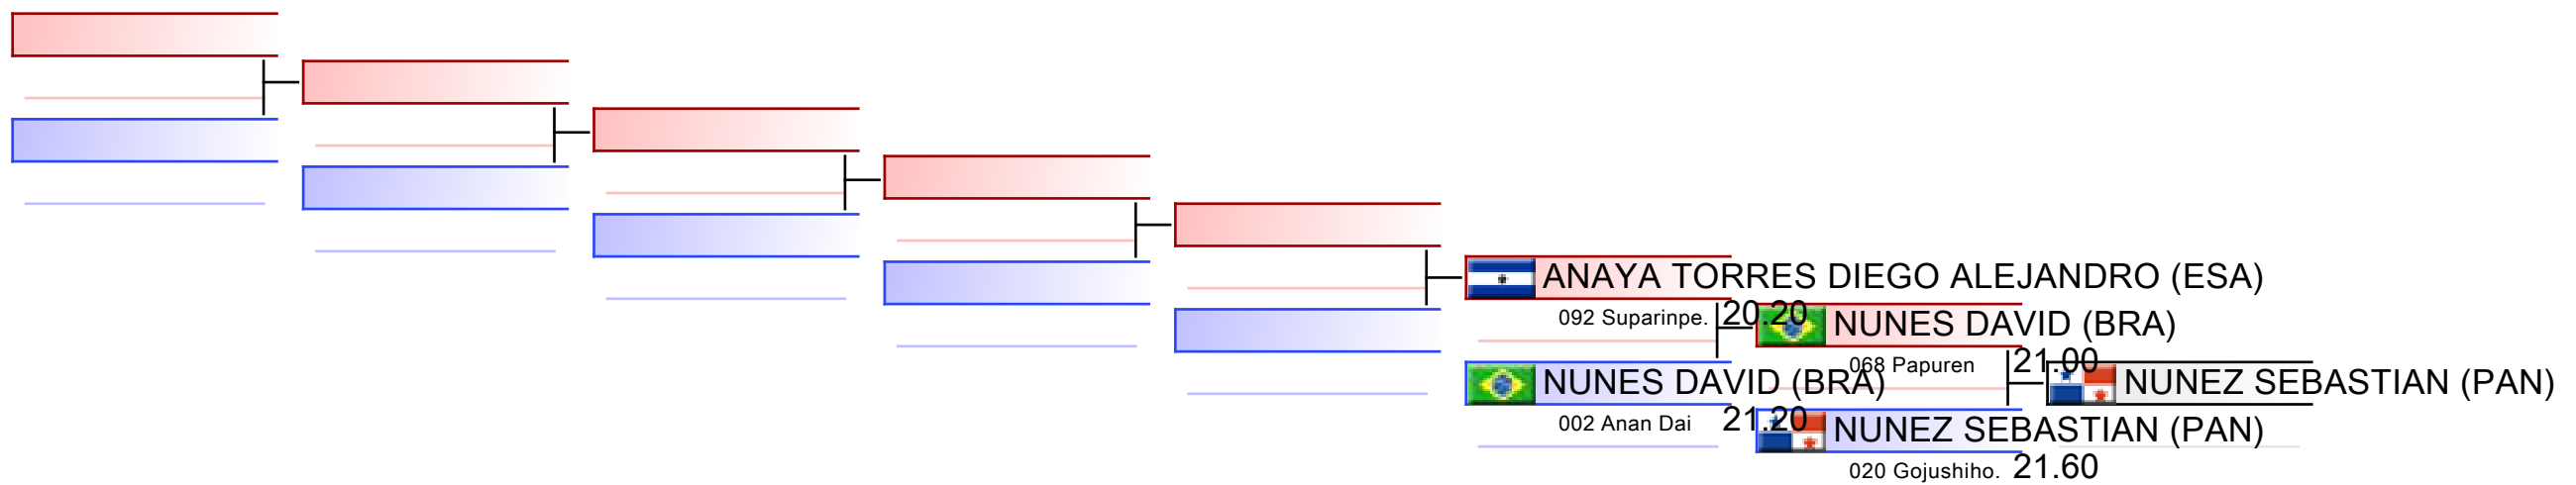 ANAYA TORRES DIEGO ALEJANDRO (ESA)
092 Suparinpe. 20.20
NUNES DAVID (BRA)
002 Anan Dai 21.20
NUNES DAVID (BRA)
068 Papuren 21.00
NUNEZ SEBASTIAN (PAN)
020 Gojushiho. 21.60
NUNEZ SEBASTIAN (PAN)